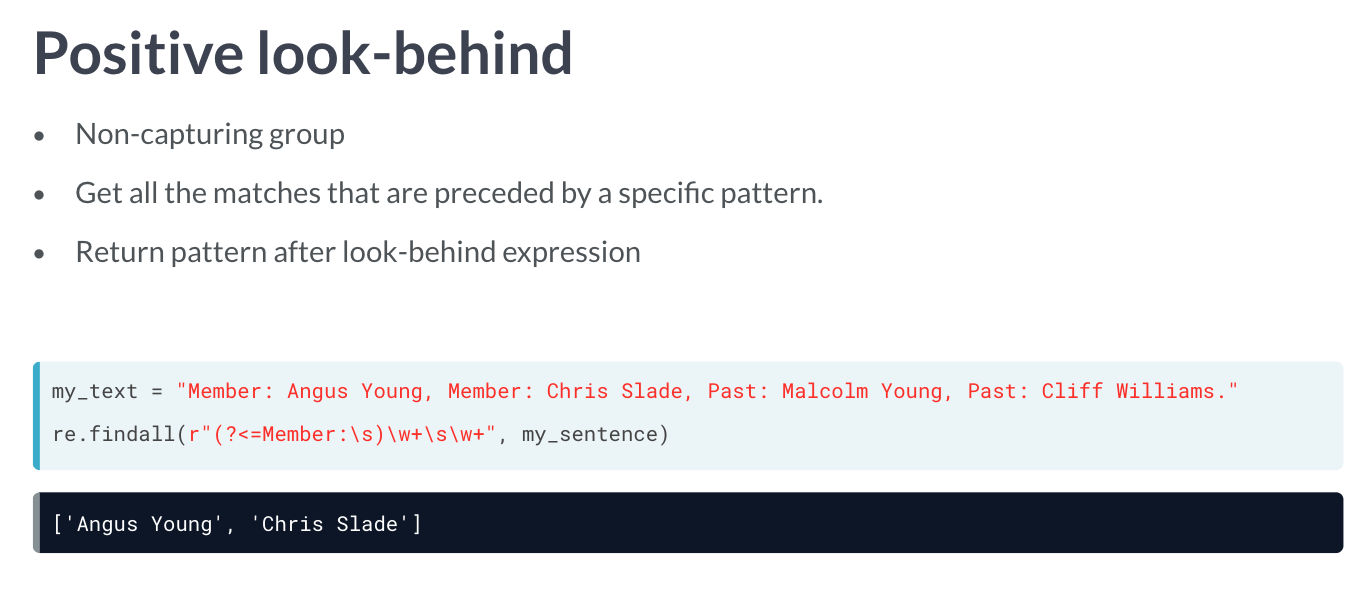 Positive look-behind
• Non-capturing group
• Get all the matches that are preceded by a specific pattern.
• Return pattern after look-behind expression
my_text = "Member: Angus Young, Member: Chris Slade, Past: Malcolm Young, Past: Cliff Williams."
re.findall(r"(?<=Member:\s)\w+\s\w+", my_sentence)
['Angus Young', 'Chris Slade']